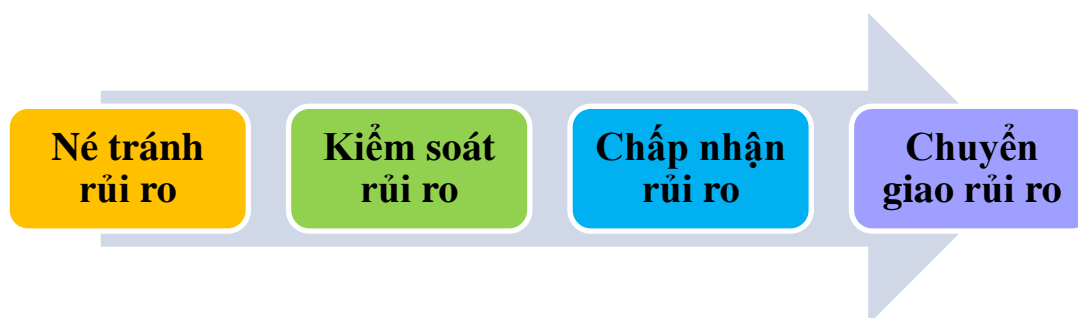 Né tránh
rủi ro
Kiểm soát
rủi ro
Chấp nhận
rủi ro
Chuyển
giao rủi ro